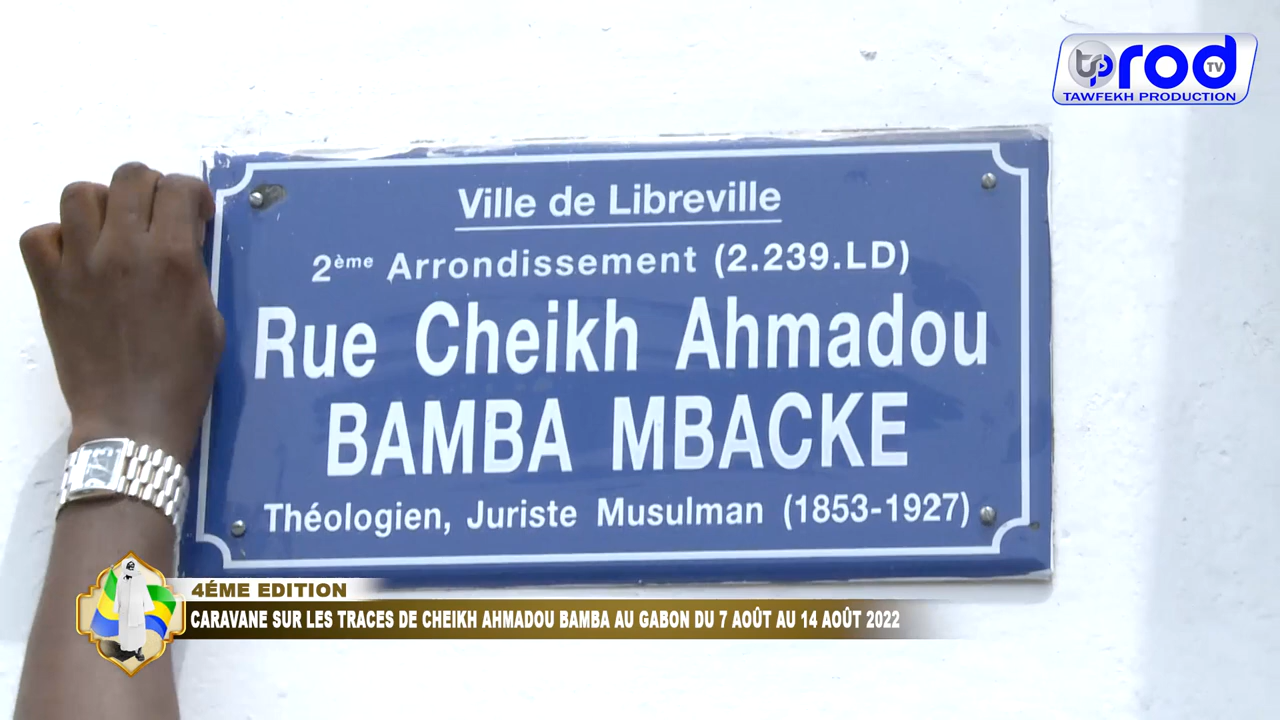 tprod TV
TAWFEKH PRODUCTION
Ville de Libreville
2ème Arrondissement (2.239.LD)
Rue Cheikh Ahmadou
BAMBA MBACKE
Théologien, Juriste Musulman (1853-1927)
4ÉME EDITION
CARAVANE SUR LES TRACES DE CHEIKH AHMADOU BAMBA AU GABON DU 7 AOÛT AU 14 AOÛT 2022